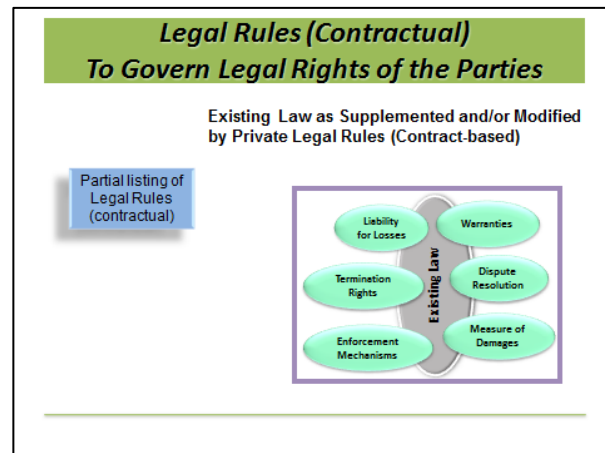 Legal Rules (Contractual)
To Govern Legal Rights of the Parties
Existing Law as Supplemented and/or Modified
by Private Legal Rules (Contract-based)
Partial listing of
Legal Rules
(contractual)
Liability
for Losses
Warranties
Termination
Rights
Existing Law
Dispute
Resolution
Enforcement
Mechanisms
Measure of
Damages